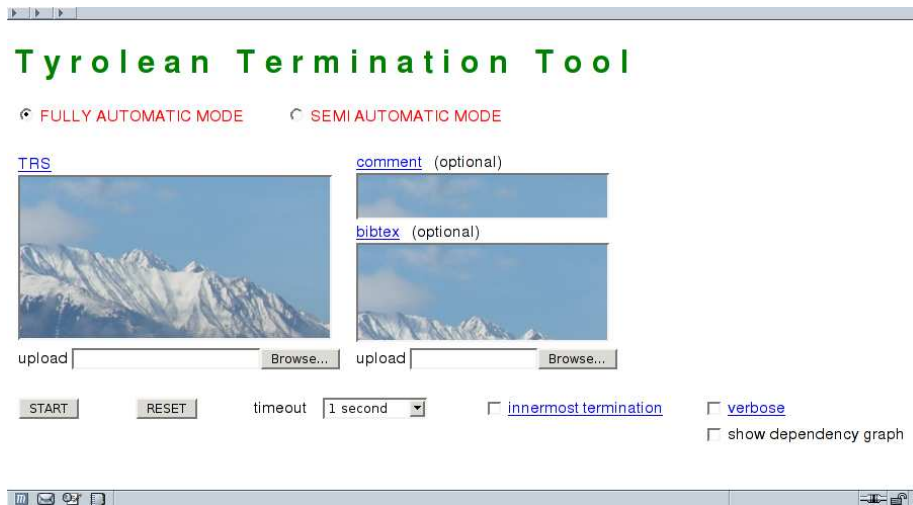 Tyrolean Termination Tool
FULLY AUTOMATIC MODE SEMI AUTOMATIC MODE
TRS
comment (optional)
bibtex (optional)
upload Browse... upload Browse...
START RESET timeout 1 second innermost termination verbose
show dependency graph